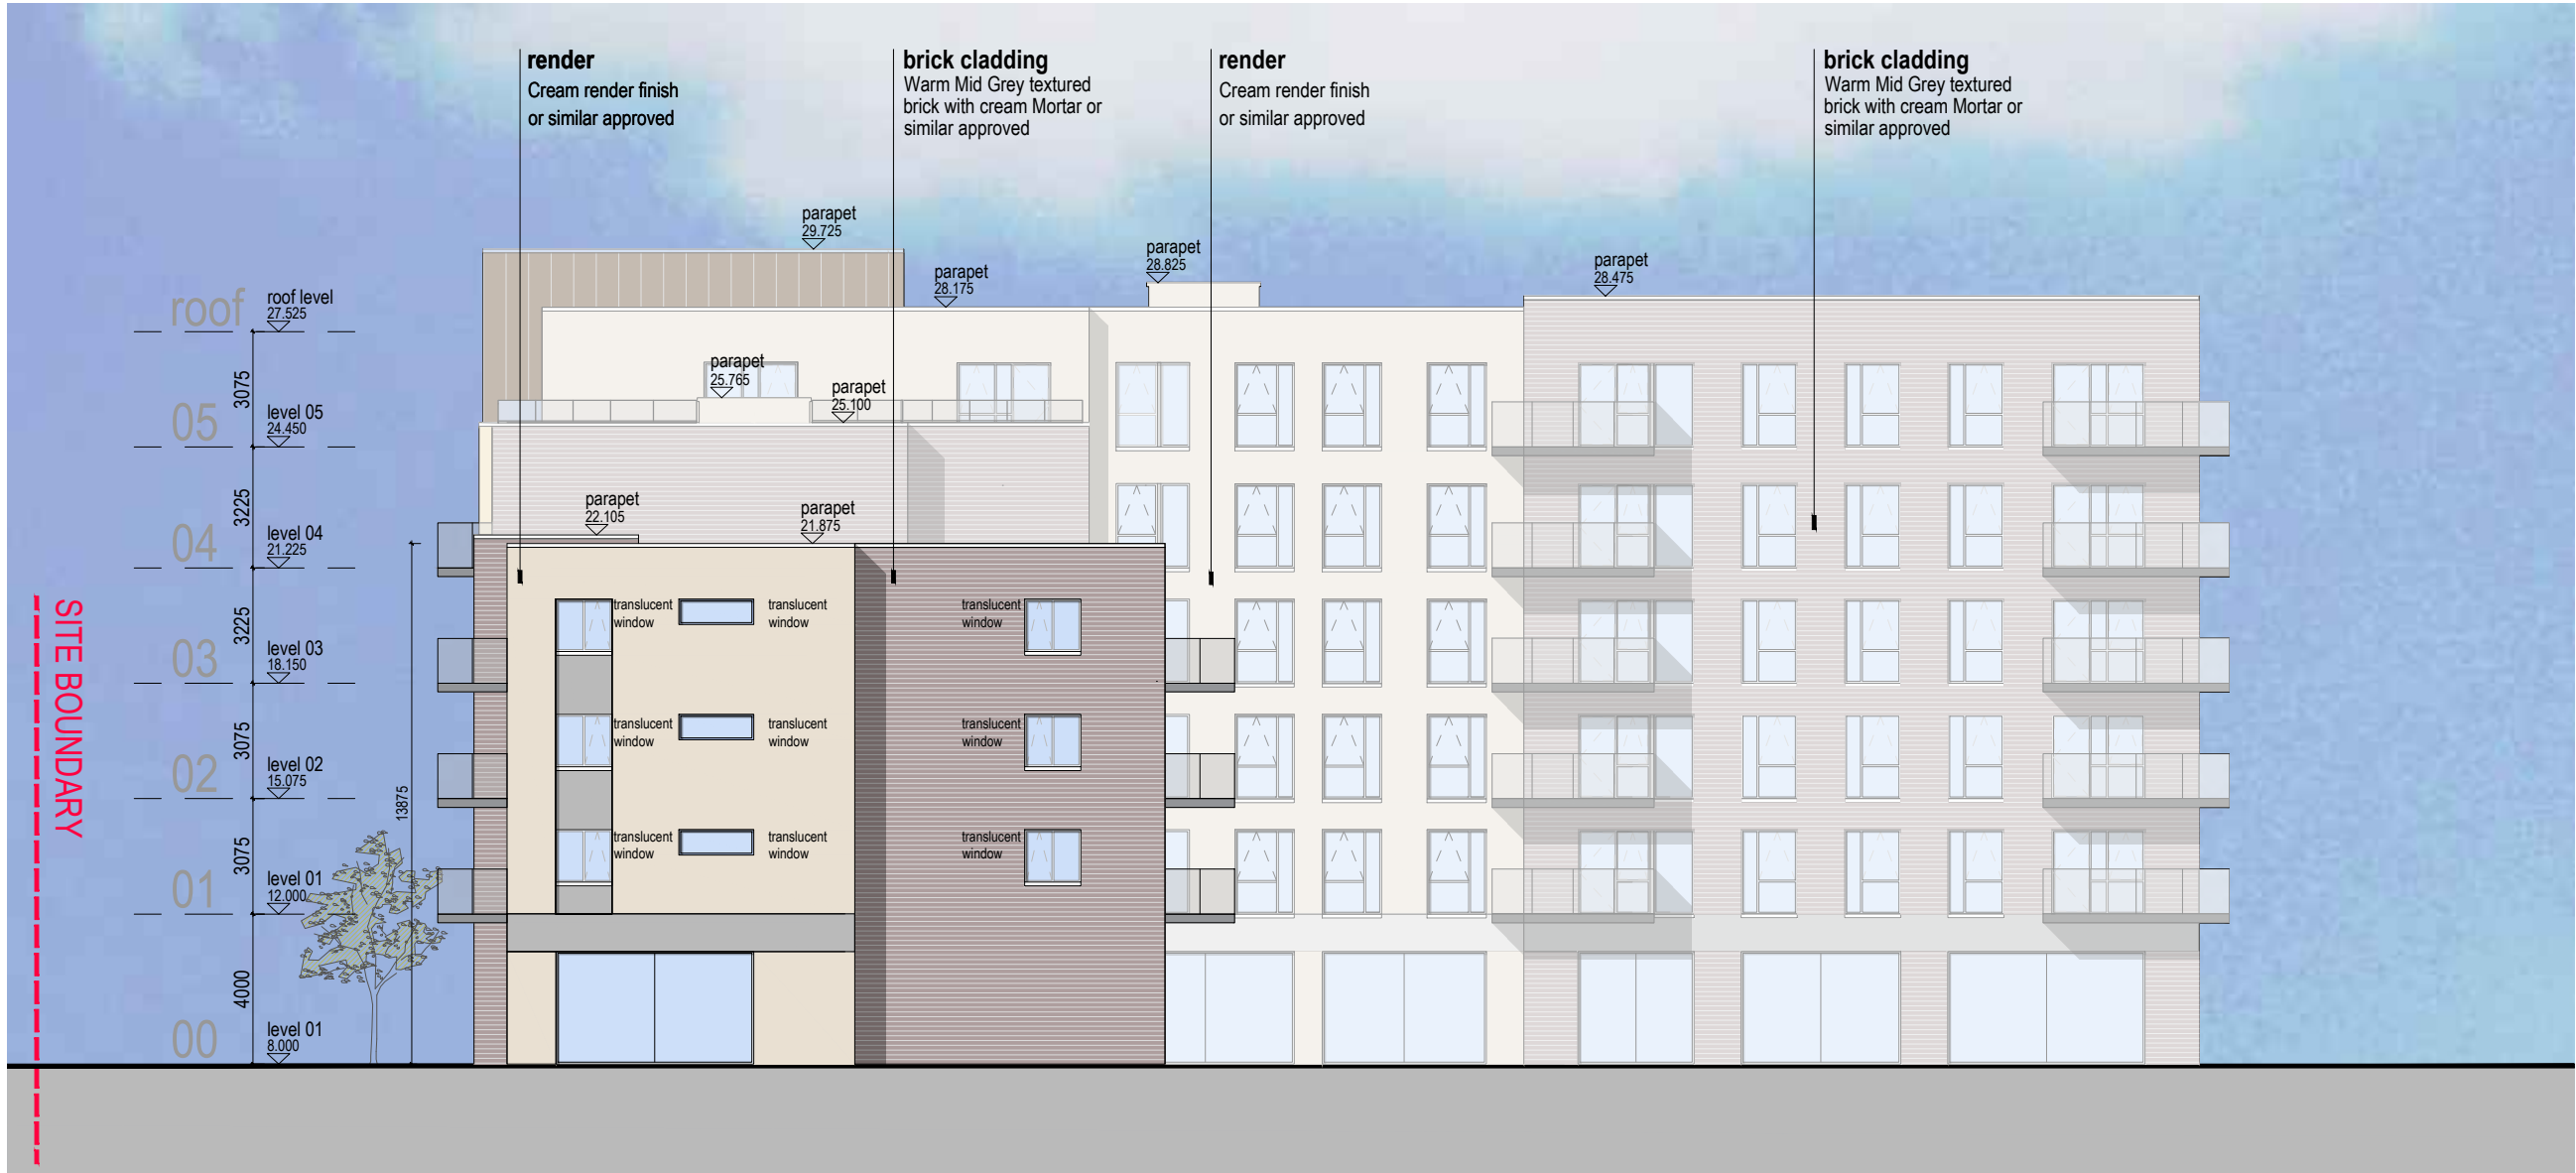 render
Cream render finish
or similar approved
brick cladding
Warm Mid Grey textured
brick with cream Mortar or
similar approved
render
Cream render finish
or similar approved
brick cladding
Warm Mid Grey textured
brick with cream Mortar or
similar approved
parapet
29.725
parapet
28.175
parapet
28.825
parapet
28.475
parapet
25.765
parapet
25.100
parapet
22.105
parapet
21.875
roof
roof level
27.525
3075
05
level 05
24.450
3225
04
level 04
21.225
3225
03
level 03
18.150
3075
02
level 02
15.075
3075
01
level 01
12.000
4000
00
level 01
8.000
13875
SITE BOUNDARY
translucent
window
translucent
window
translucent
window
translucent
window
translucent
window
translucent
window
translucent
window
translucent
window
translucent
window